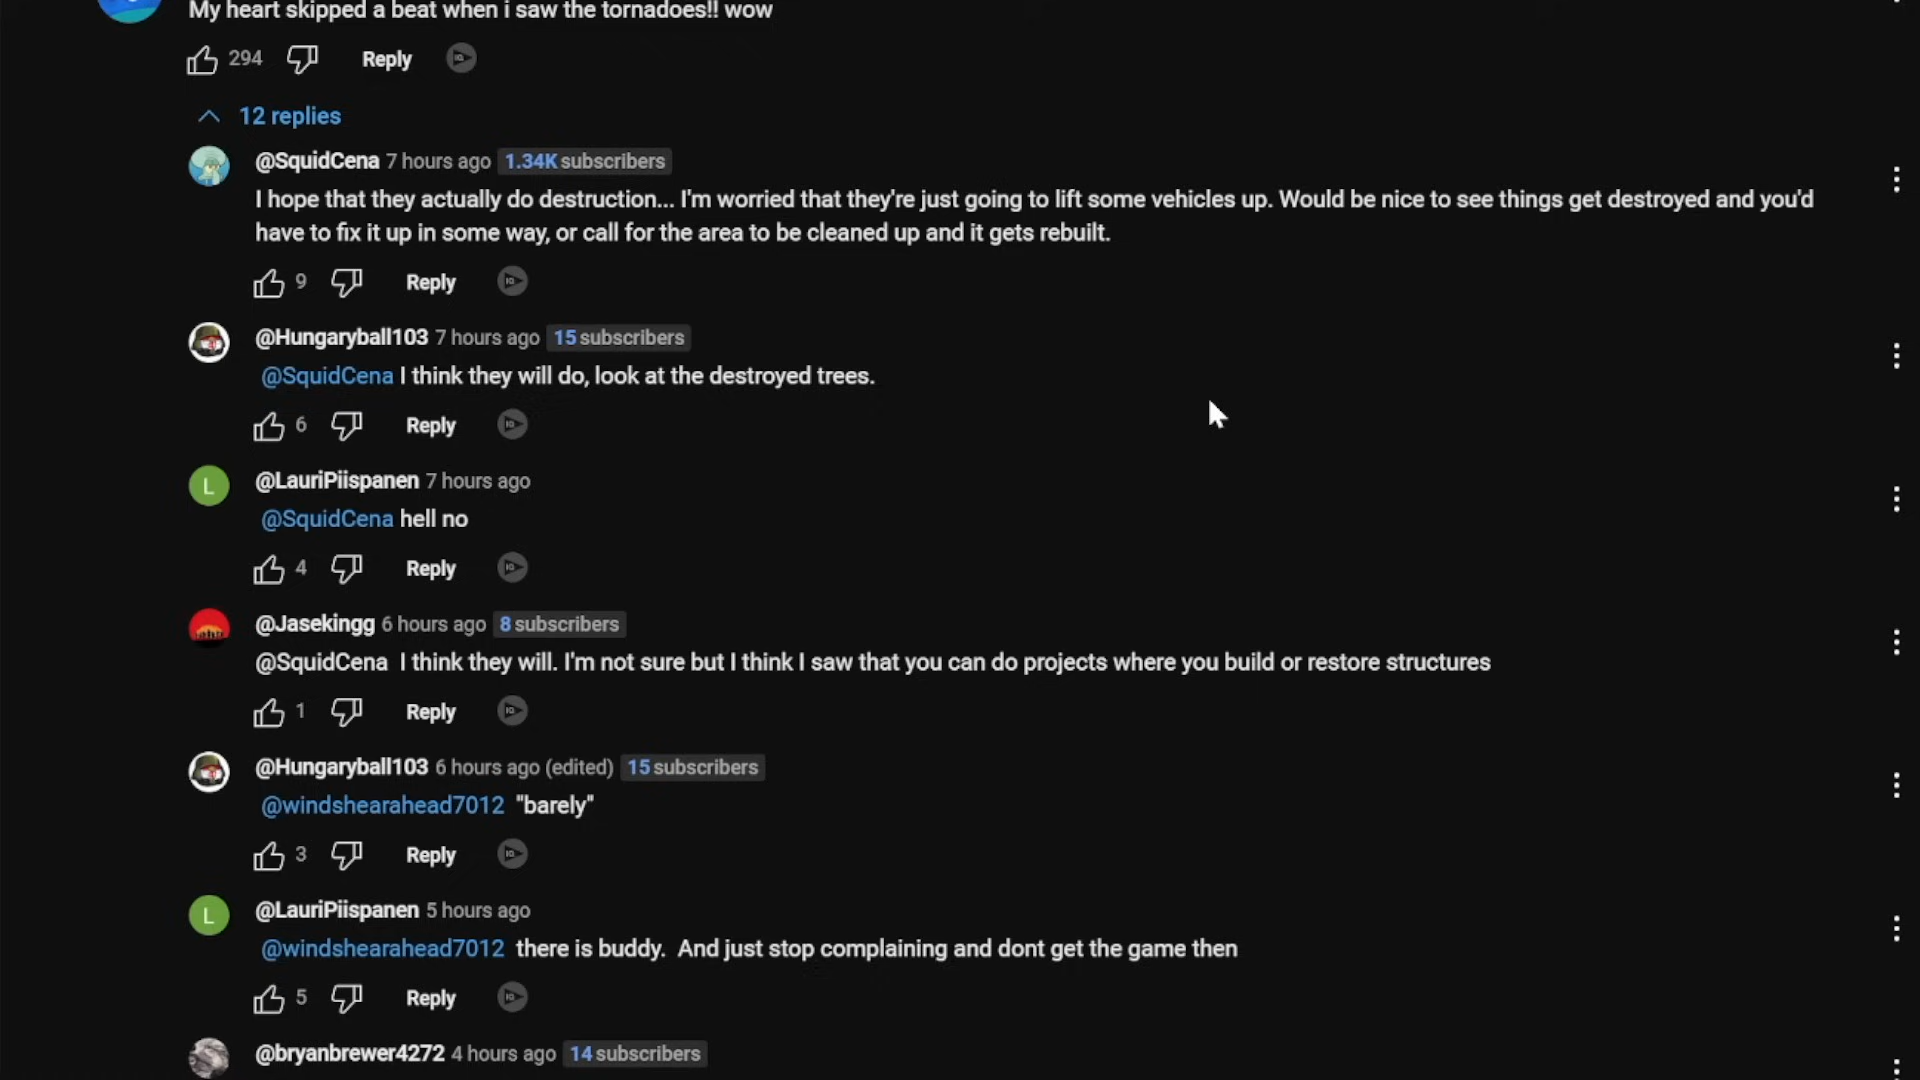 My heart skipped a beat when i saw the tornadoes!! wow
294 Reply
12 replies
@SquidCena 7 hours ago 1.34K subscribers
I hope that they actually do destruction... I'm worried that they're just going to lift some vehicles up. Would be nice to see things get destroyed and you'd
have to fix it up in some way, or call for the area to be cleaned up and it gets rebuilt.
9 Reply
@Hungaryball103 7 hours ago 15 subscribers
@SquidCena I think they will do, look at the destroyed trees.
6 Reply
L @LauriPiispanen 7 hours ago
@SquidCena hell no
4 Reply
@Jasekingg 6 hours ago 8 subscribers
@SquidCena I think they will. I'm not sure but I think I saw that you can do projects where you build or restore structures
1 Reply
@Hungaryball103 6 hours ago (edited) 15 subscribers
@windshearahead7012 "barely"
3 Reply
L @LauriPiispanen 5 hours ago
@windshearahead7012 there is buddy. And just stop complaining and dont get the game then
5 Reply
@bryanbrewer4272 4 hours ago 14 subscribers